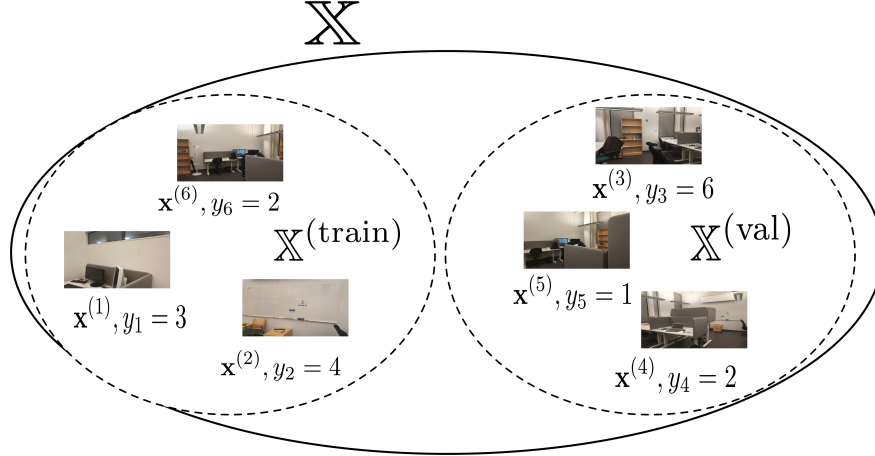 𝕏
x^(6), y_6 = 2
x^(3), y_3 = 6
𝕏^(train)
𝕏^(val)
x^(1), y_1 = 3
x^(5), y_5 = 1
x^(2), y_2 = 4
x^(4), y_4 = 2